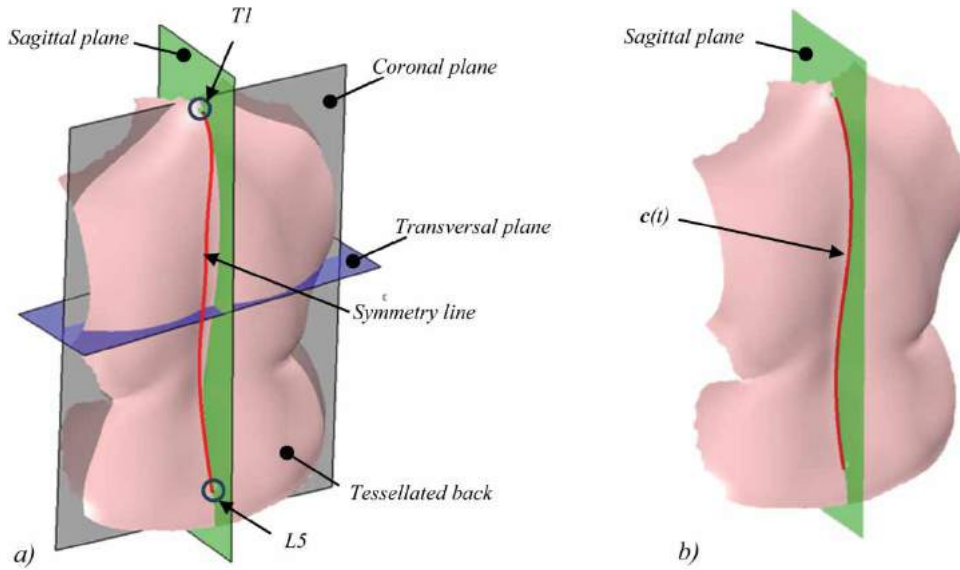 T1
Sagittal plane
Coronal plane
Transversal plane
Symmetry line
Tessellated back
L5
a)
Sagittal plane
c(t)
b)